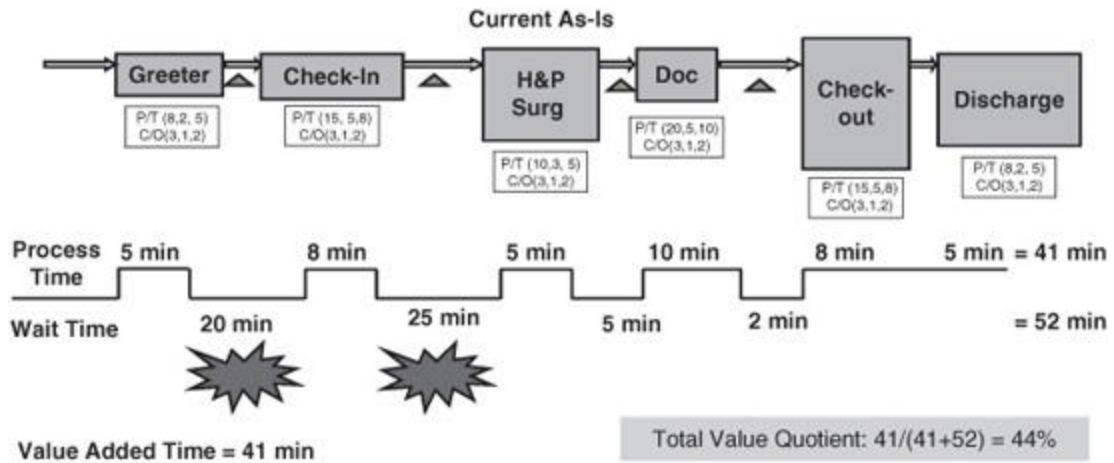 Current As-Is
Greeter
Check-In
H&P
Surg
Doc
Check-
out
Discharge
P/T (8,2, 5)
C/O(3,1,2)
P/T (15, 5,8)
C/O(3,1,2)
P/T (10,3, 5)
C/O(3,1,2)
P/T (20,5,10)
C/O(3,1,2)
P/T (15,5,8)
C/O(3,1,2)
P/T (8,2, 5)
C/O(3,1,2)
Process
Time
5 min
8 min
5 min
10 min
8 min
5 min = 41 min
Wait Time
20 min
25 min
5 min
2 min
= 52 min
Value Added Time = 41 min
Total Value Quotient: 41/(41+52) = 44%